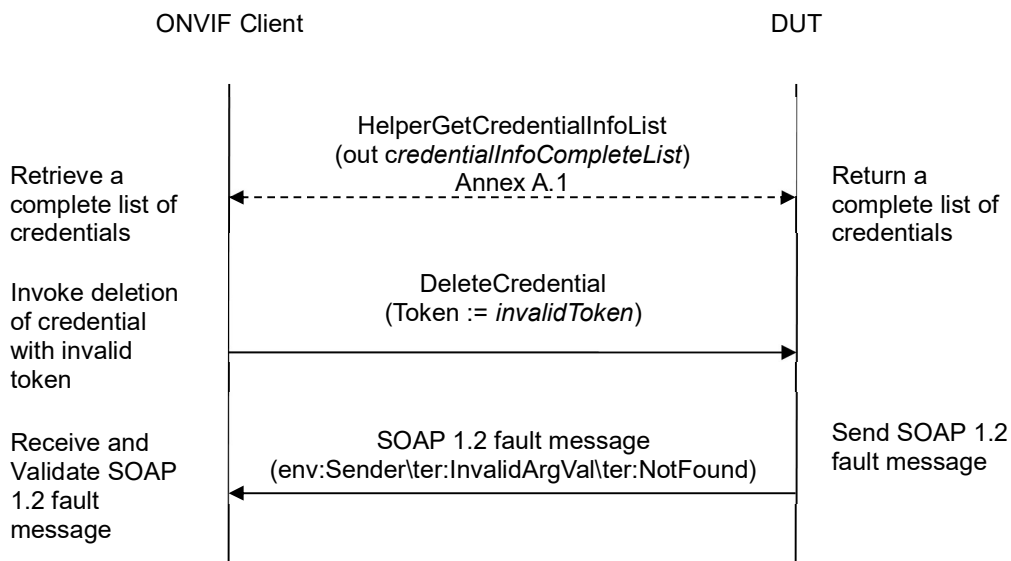 ONVIF Client
DUT
HelperGetCredentialInfoList
(out credentialInfoCompleteList)
Annex A.1
Retrieve a
complete list of
credentials
Return a
complete list of
credentials
DeleteCredential
(Token := invalidToken)
Invoke deletion
of credential
with invalid
token
SOAP 1.2 fault message
(env:Sender\ter:InvalidArgVal\ter:NotFound)
Receive and
Validate SOAP
1.2 fault
message
Send SOAP 1.2
fault message